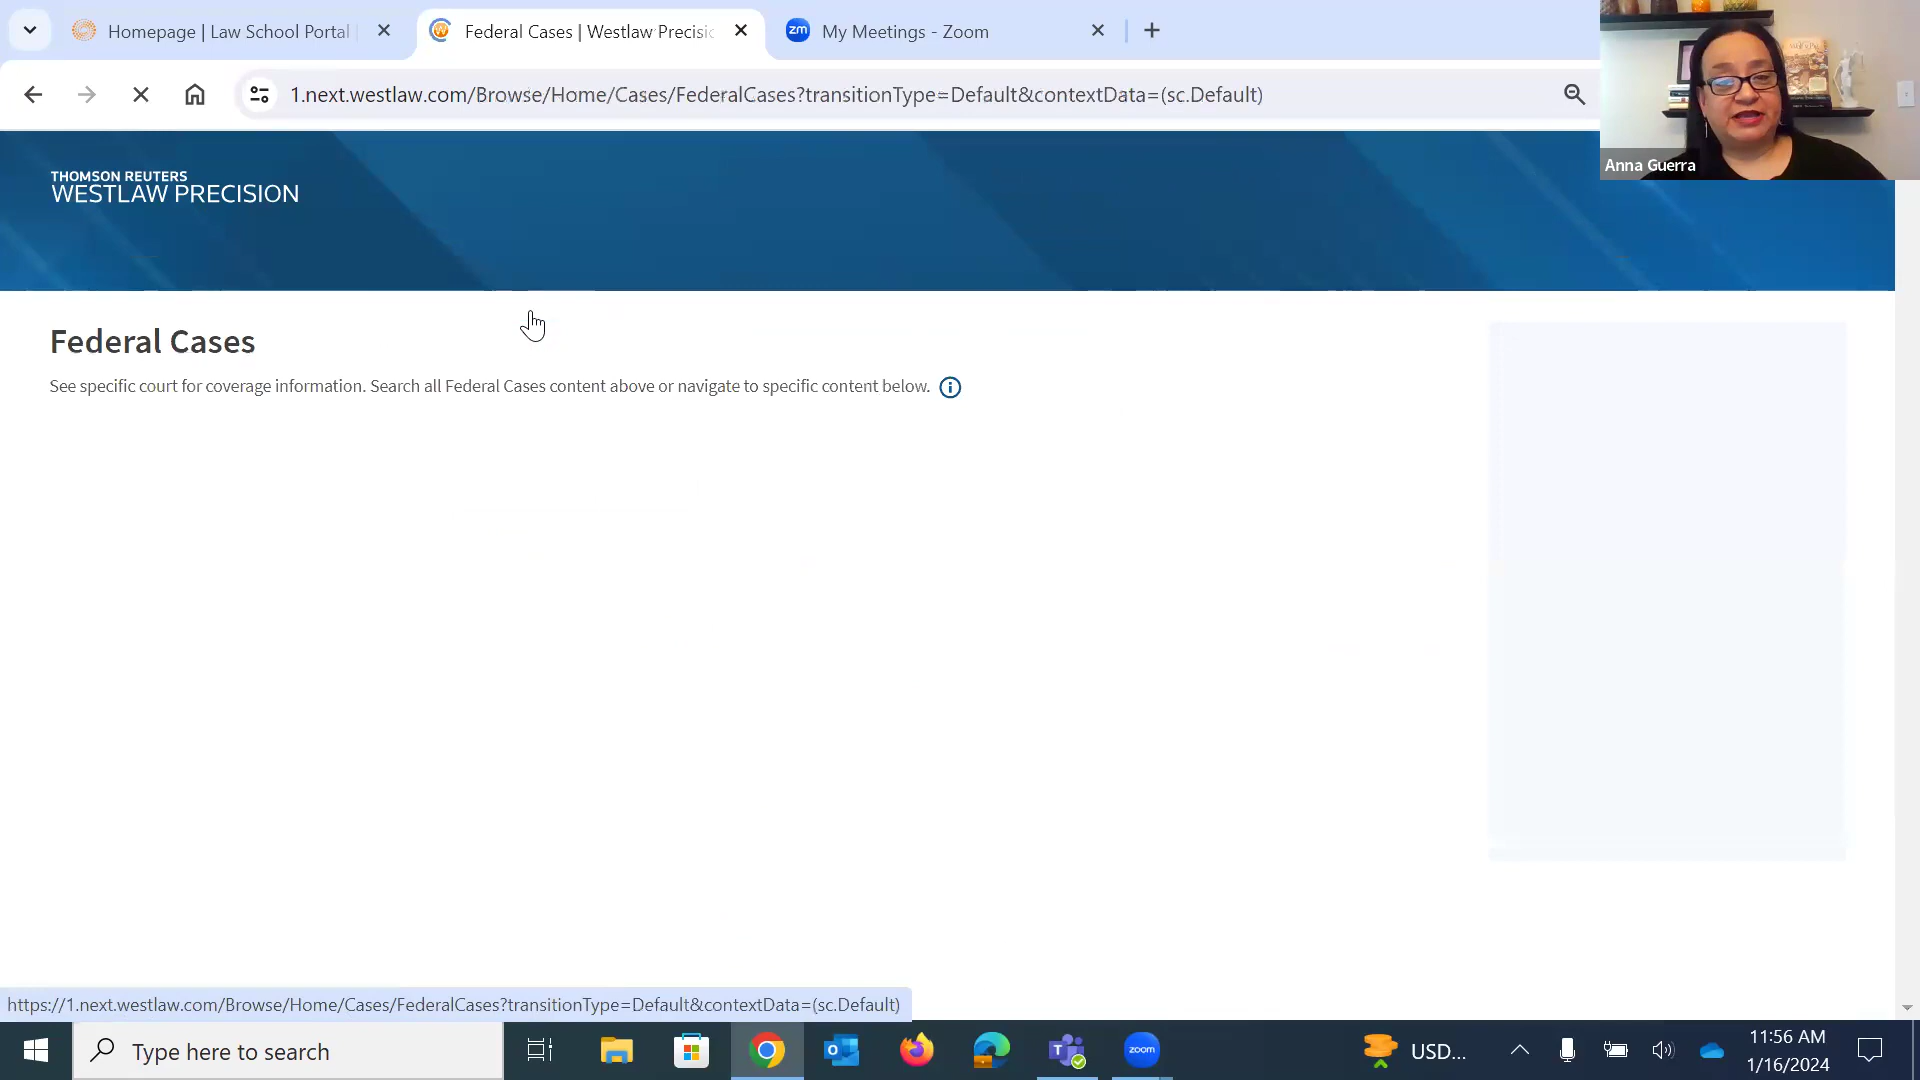 Homepage | Law School Portal
Federal Cases | Westlaw Precisic
zm My Meetings - Zoom
1.next.westlaw.com/Browse/Home/Cases/FederalCases?transitionType=Default&contextData=(sc.Default)
Anna Guerra
THOMSON REUTERS
WESTLAW PRECISION
Federal Cases
See specific court for coverage information. Search all Federal Cases content above or navigate to specific content below.
https://1.next.westlaw.com/Browse/Home/Cases/FederalCases?transitionType=Default&contextData=(sc.Default)
Type here to search
zoom
USD...
11:56 AM
1/16/2024